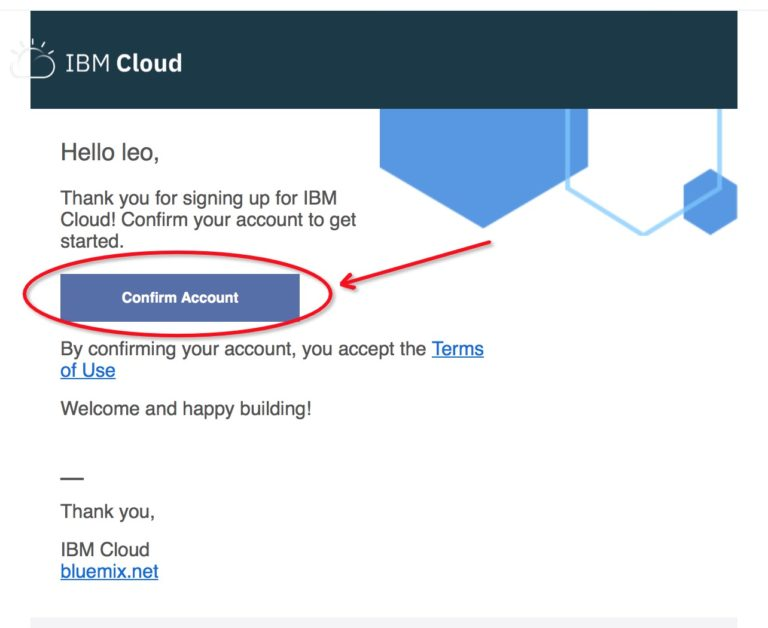 IBM Cloud
Hello leo,
Thank you for signing up for IBM
Cloud! Confirm your account to get
started.
Confirm Account
By confirming your account, you accept the Terms
of Use
Welcome and happy building!
Thank you,
IBM Cloud
bluemix.net